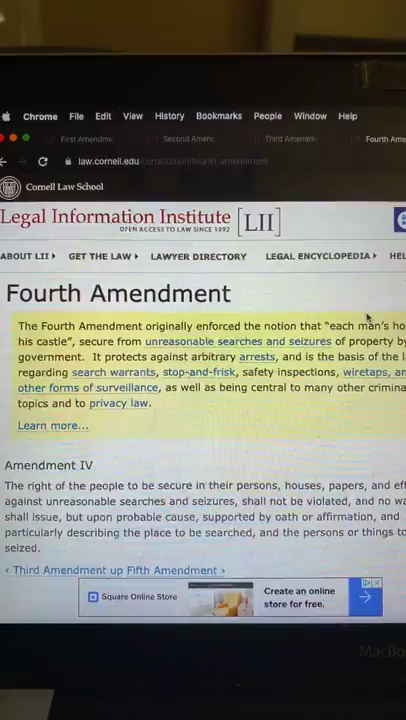 Chrome File Edit View History Bookmarks People Window Help
First Amendme Second Amend Third Amendm Fourth Ame
law.cornell.edu/constitution/fourth_amendment
Cornell Law School
Legal Information Institute [LII]
OPEN ACCESS TO LAW SINCE 1992
ABOUT LII GET THE LAW LAWYER DIRECTORY LEGAL ENCYCLOPEDIA HEL
Fourth Amendment
The Fourth Amendment originally enforced the notion that “each man’s ho
his castle”, secure from unreasonable searches and seizures of property by
government. It protects against arbitrary arrests, and is the basis of the l
regarding search warrants, stop-and-frisk, safety inspections, wiretaps, an
other forms of surveillance, as well as being central to many other crimina
topics and to privacy law.
Learn more...
Amendment IV
The right of the people to be secure in their persons, houses, papers, and eff
against unreasonable searches and seizures, shall not be violated, and no wa
shall issue, but upon probable cause, supported by oath or affirmation, and
particularly describing the place to be searched, and the persons or things to
seized.
‹ Third Amendment up Fifth Amendment ›
Square Online Store
Create an online
store for free.
MacBo